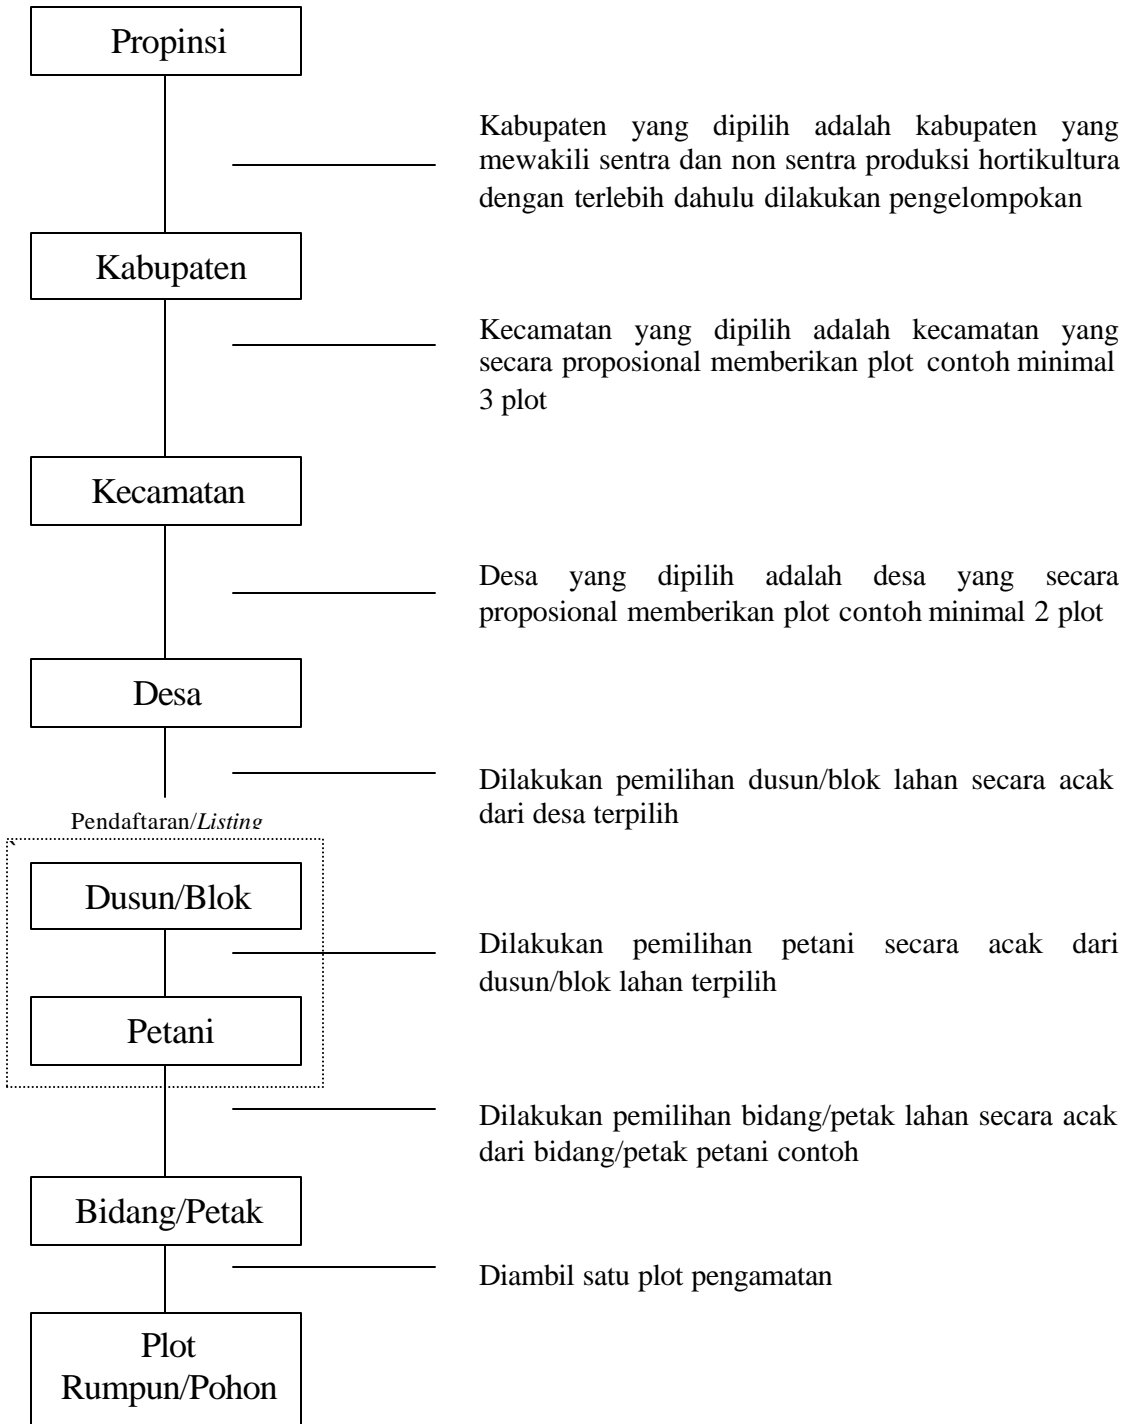 Propinsi
Kabupaten yang dipilih adalah kabupaten yang
mewakili sentra dan non sentra produksi hortikultura
dengan terlebih dahulu dilakukan pengelompokan
Kabupaten
Kecamatan yang dipilih adalah kecamatan yang
secara proposional memberikan plot contoh minimal
3 plot
Kecamatan
Desa yang dipilih adalah desa yang secara
proposional memberikan plot contoh minimal 2 plot
Desa
Dilakukan pemilihan dusun/blok lahan secara acak
dari desa terpilih
Pendaftaran/Listing
`
Dusun/Blok
Dilakukan pemilihan petani secara acak dari
dusun/blok lahan terpilih
Petani
Dilakukan pemilihan bidang/petak lahan secara acak
dari bidang/petak petani contoh
Bidang/Petak
Diambil satu plot pengamatan
Plot
Rumpun/Pohon